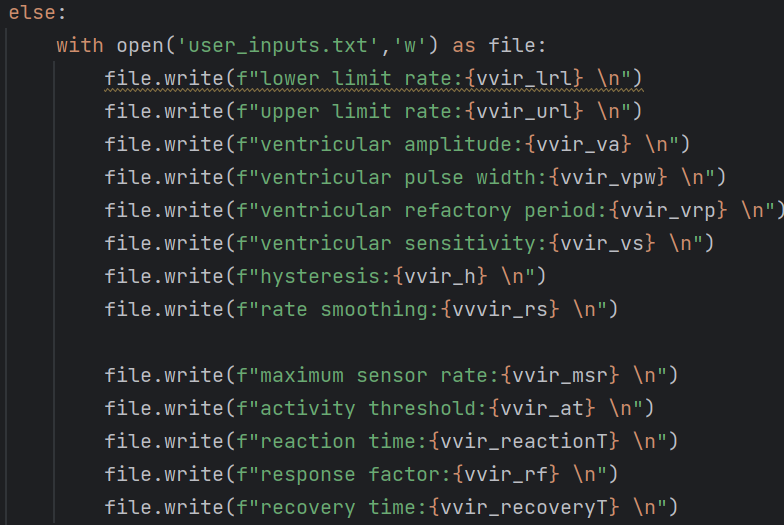 else:
    with open('user_inputs.txt','w') as file:
        file.write(f"lower limit rate:{vvir_lrl} \n")
        file.write(f"upper limit rate:{vvir_url} \n")
        file.write(f"ventricular amplitude:{vvir_va} \n")
        file.write(f"ventricular pulse width:{vvir_vpw} \n")
        file.write(f"ventricular refactory period:{vvir_vrp} \n")
        file.write(f"ventricular sensitivity:{vvir_vs} \n")
        file.write(f"hysteresis:{vvir_h} \n")
        file.write(f"rate smoothing:{vvvir_rs} \n")

        file.write(f"maximum sensor rate:{vvir_msr} \n")
        file.write(f"activity threshold:{vvir_at} \n")
        file.write(f"reaction time:{vvir_reactionT} \n")
        file.write(f"response factor:{vvir_rf} \n")
        file.write(f"recovery time:{vvir_recoveryT} \n")